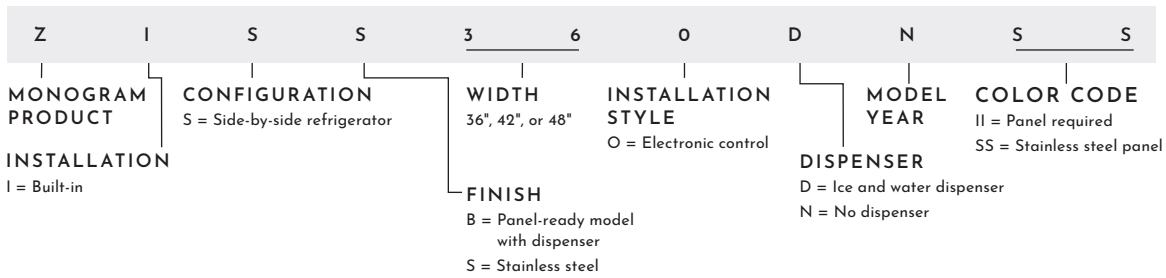 Z I S S 3 6 0 D N S S
MONOGRAM
PRODUCT
INSTALLATION
I = Built-in
CONFIGURATION
S = Side-by-side refrigerator
FINISH
B = Panel-ready model
with dispenser
S = Stainless steel
WIDTH
36", 42", or 48"
INSTALLATION
STYLE
O = Electronic control
DISPENSER
D = Ice and water dispenser
N = No dispenser
MODEL
YEAR
COLOR CODE
II = Panel required
SS = Stainless steel panel